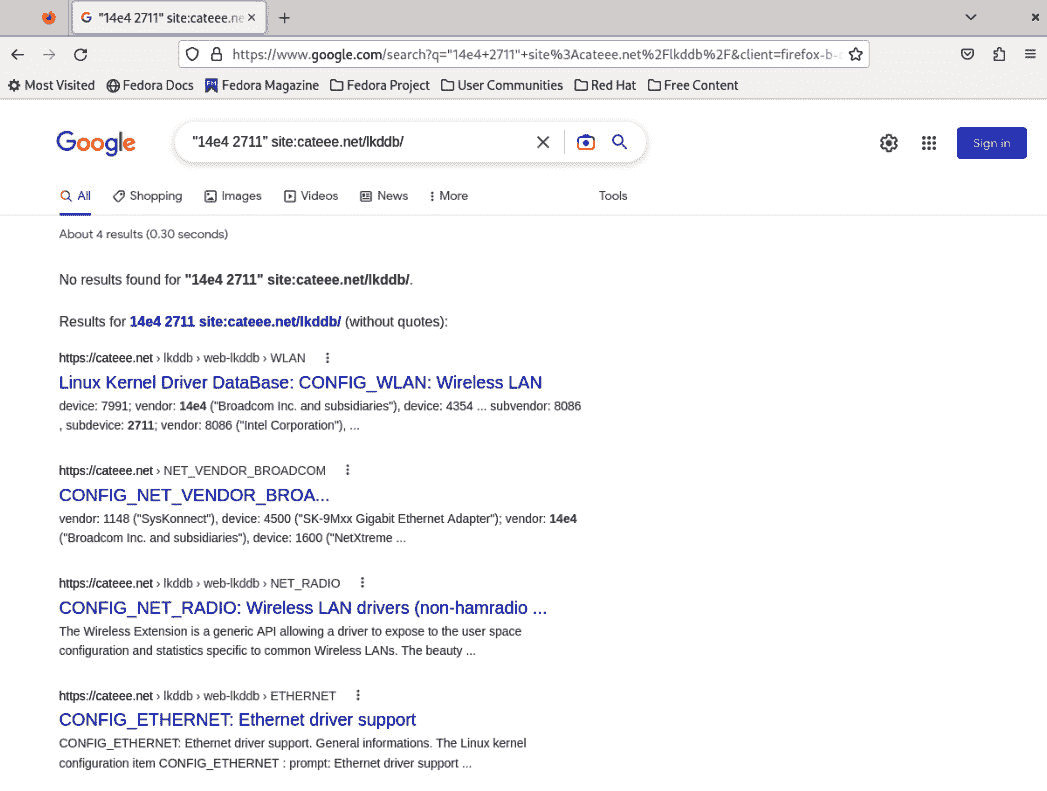 "14e4 2711" site:cateee.ne
https://www.google.com/search?q="14e4+2711"+site%3Acateee.net%2Flkddb%2F&client=firefox-b-
Most Visited Fedora Docs Fedora Magazine Fedora Project User Communities Red Hat Free Content
Google "14e4 2711" site:cateee.net/lkddb/ Sign in
All Shopping Images Videos News More Tools
About 4 results (0.30 seconds)
No results found for "14e4 2711" site:cateee.net/lkddb/.
Results for 14e4 2711 site:cateee.net/lkddb/ (without quotes):
https://cateee.net › lkddb › web-lkddb › WLAN
Linux Kernel Driver DataBase: CONFIG_WLAN: Wireless LAN
device: 7991; vendor: 14e4 ("Broadcom Inc. and subsidiaries"), device: 4354 ... subvendor: 8086
, subdevice: 2711; vendor: 8086 ("Intel Corporation"), ...
https://cateee.net › NET_VENDOR_BROADCOM
CONFIG_NET_VENDOR_BROA...
vendor: 1148 ("SysKonnect"), device: 4500 ("SK-9Mxx Gigabit Ethernet Adapter"); vendor: 14e4
("Broadcom Inc. and subsidiaries"), device: 1600 ("NetXtreme ...
https://cateee.net › lkddb › web-lkddb › NET_RADIO
CONFIG_NET_RADIO: Wireless LAN drivers (non-hamradio ...
The Wireless Extension is a generic API allowing a driver to expose to the user space
configuration and statistics specific to common Wireless LANs. The beauty ...
https://cateee.net › lkddb › web-lkddb › ETHERNET
CONFIG_ETHERNET: Ethernet driver support
CONFIG_ETHERNET: Ethernet driver support. General informations. The Linux kernel
configuration item CONFIG_ETHERNET : prompt: Ethernet driver support ...